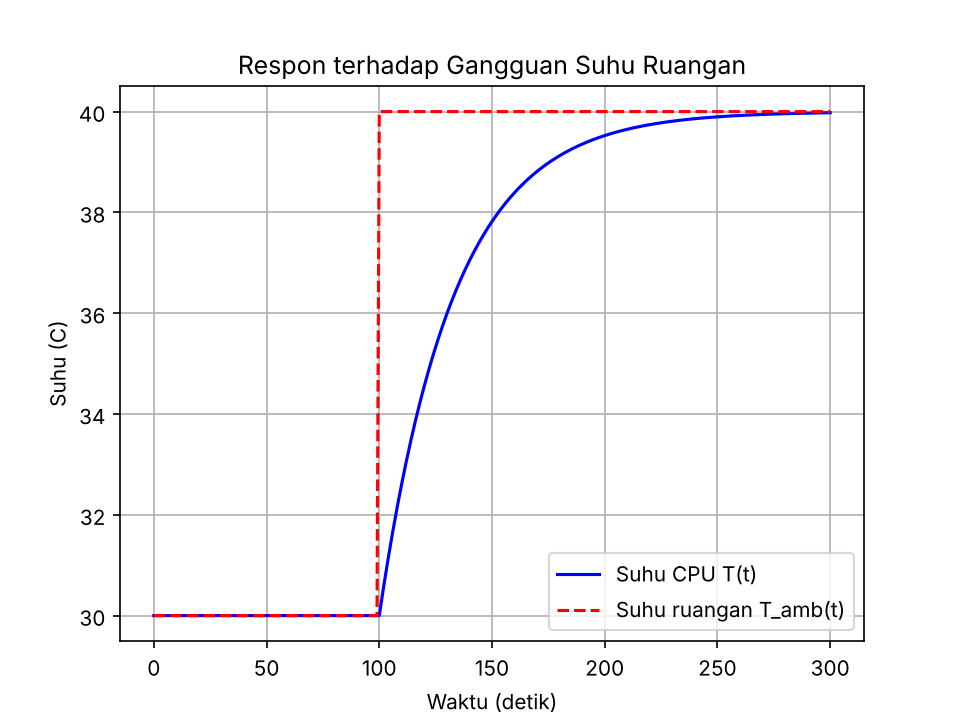 Respon terhadap Gangguan Suhu Ruangan
Suhu (C)
40
38
36
34
32
30
Suhu CPU T(t)
Suhu ruangan T_amb(t)
0 50 100 150 200 250 300
Waktu (detik)